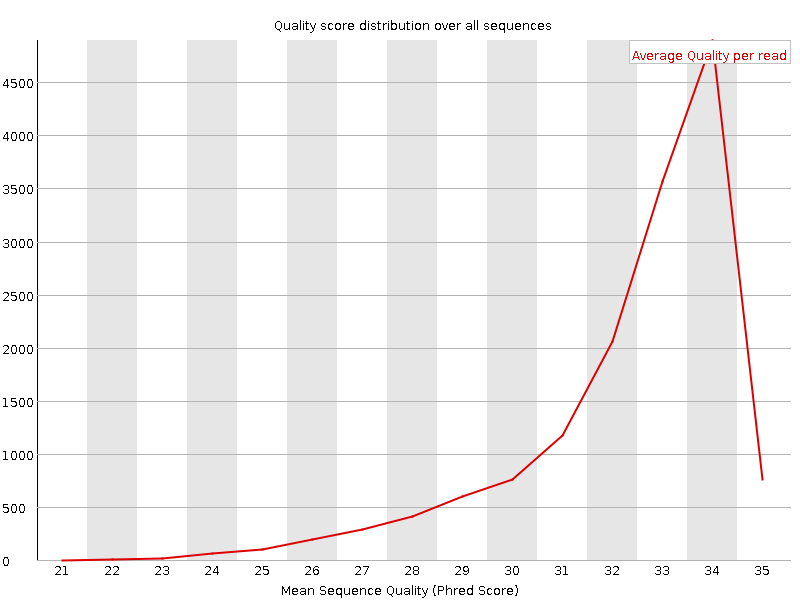 Quality score distribution over all sequences
Average Quality per read
4500
4000
3500
3000
2500
2000
1500
1000
500
0
21 22 23 24 25 26 27 28 29 30 31 32 33 34 35
Mean Sequence Quality (Phred Score)